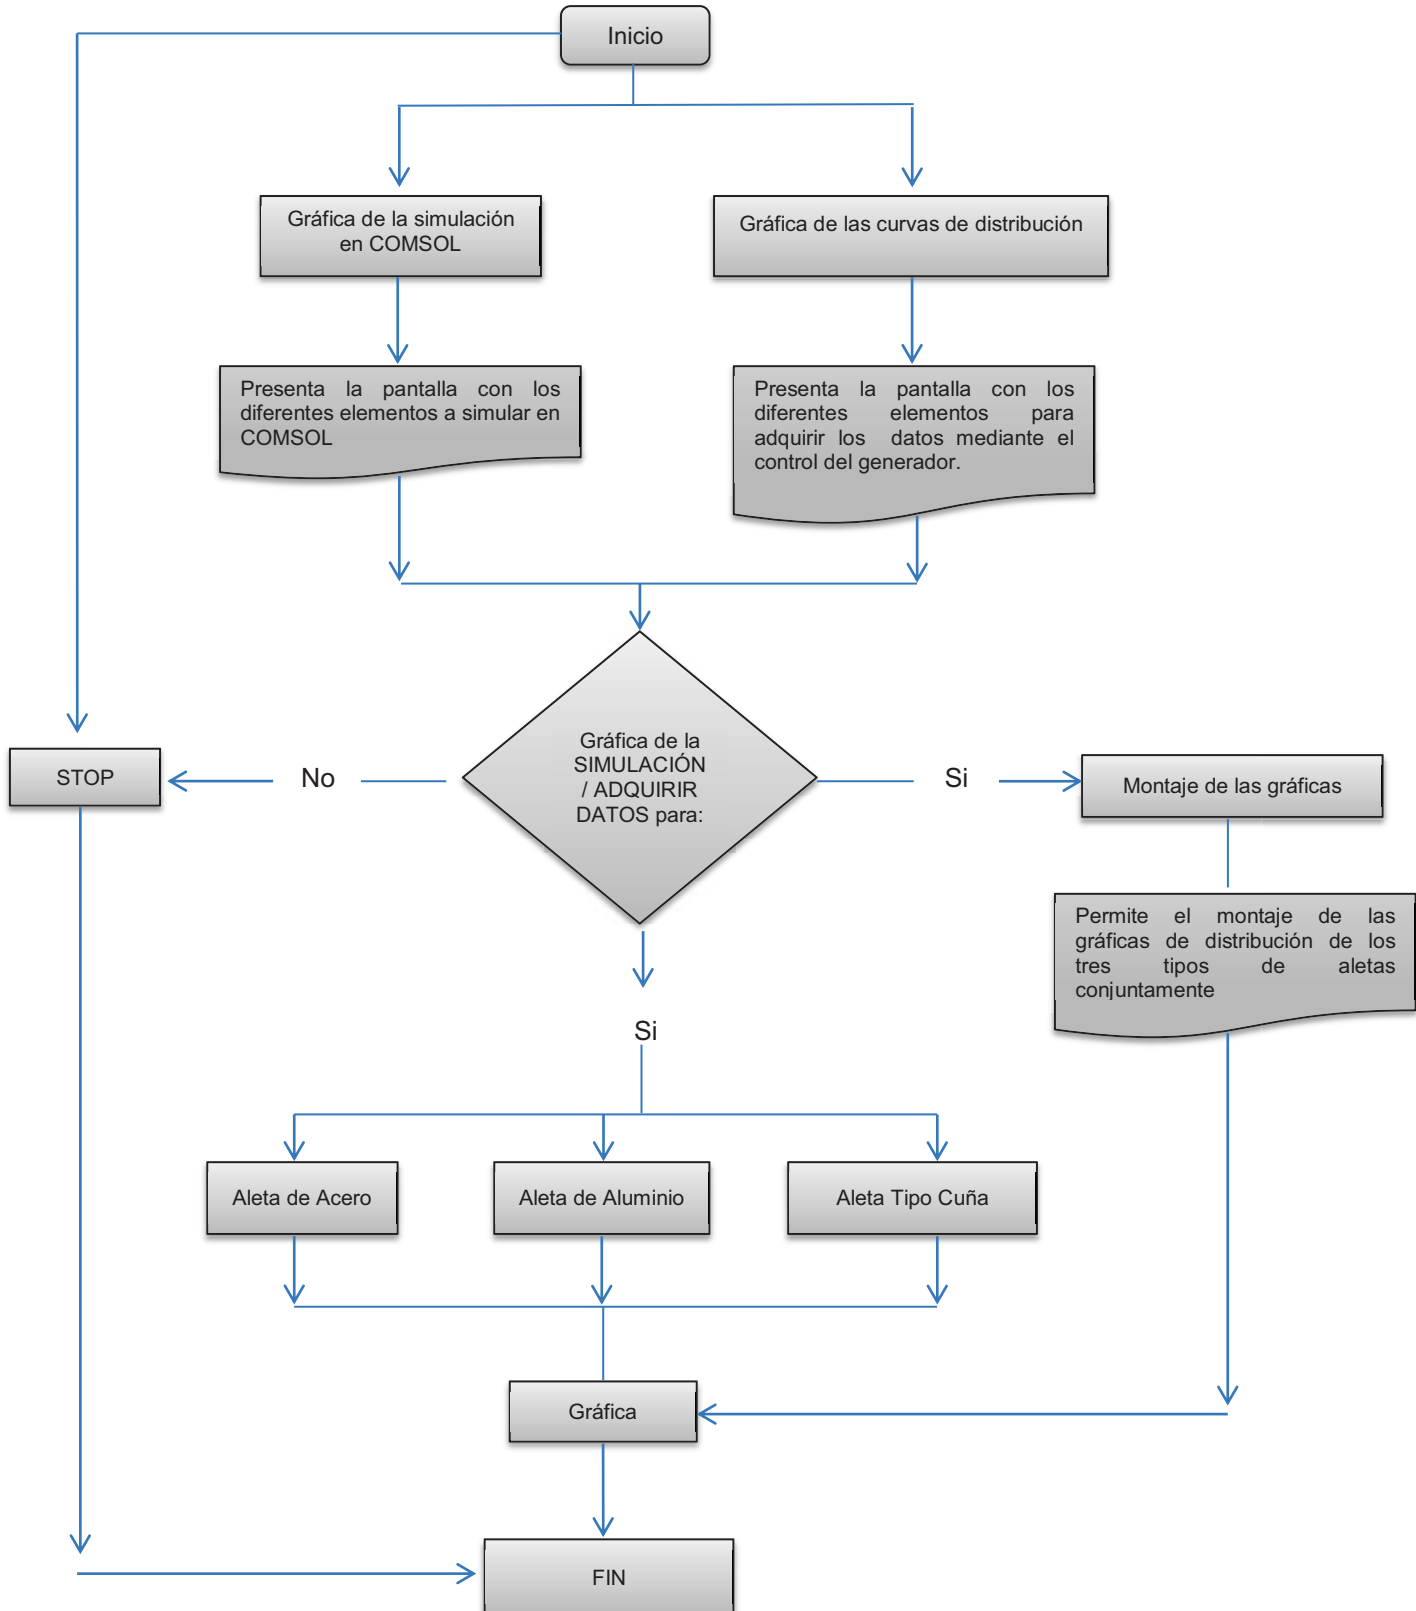 Inicio
Gráfica de la simulación
en COMSOL
Gráfica de las curvas de distribución
Presenta la pantalla con los
diferentes elementos a simular en
COMSOL
Presenta la pantalla con los
diferentes elementos para
adquirir los datos mediante el
control del generador.
Gráfica de la
SIMULACIÓN
/ ADQUIRIR
DATOS para:
STOP
No
Si
Montaje de las gráficas
Permite el montaje de las
gráficas de distribución de los
tres tipos de aletas
conjuntamente
Si
Aleta de Acero
Aleta de Aluminio
Aleta Tipo Cuña
Gráfica
FIN